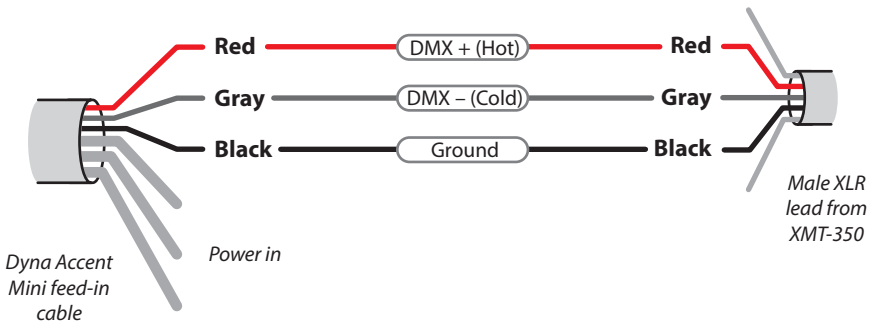 Red DMX + (Hot) Red
Gray DMX – (Cold) Gray
Black Ground Black
Male XLR
lead from
XMT-350
Power in
Dyna Accent
Mini feed-in
cable